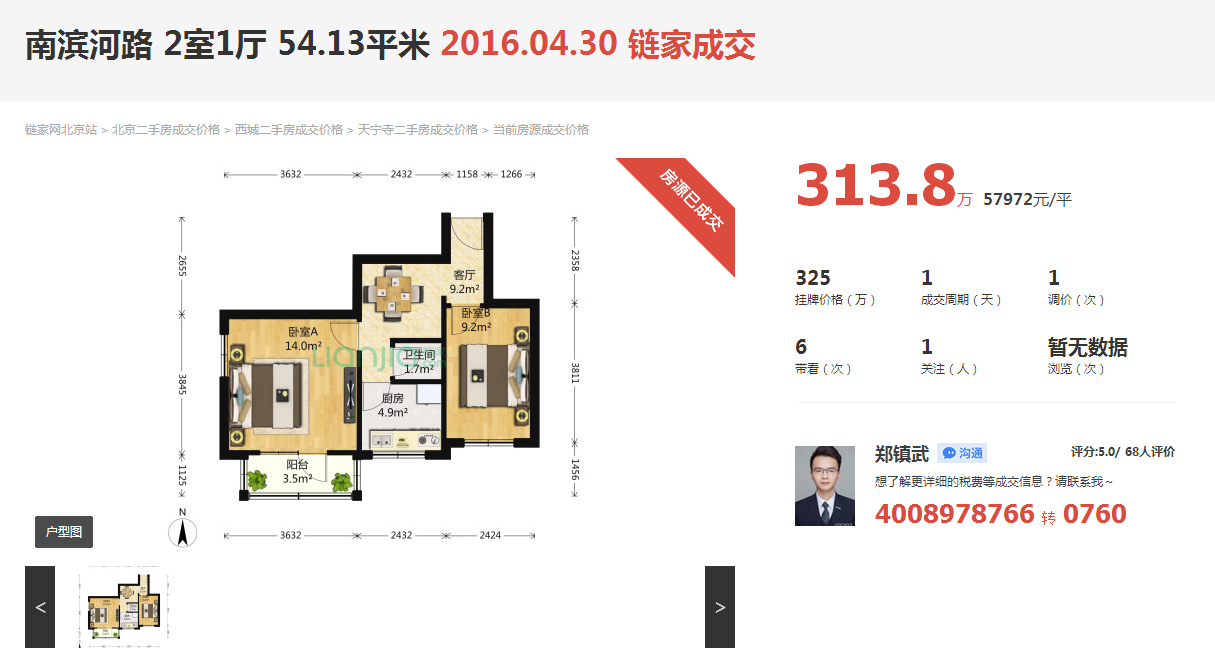 南滨河路 2室1厅 54.13平米 2016.04.30 链家成交
链家网北京站 > 北京二手房成交价格 > 西城二手房成交价格 > 天宁寺二手房成交价格 > 当前房源成交价格
3632 2432 1158 1266
房源已成交
2655
3845
1125
2358
3811
1456
客厅
9.2m²
卧室B
9.2m²
卧室A
14.0m²
Lianjia
卫生间
1.7m²
厨房
4.9m²
阳台
3.5m²
N
3632 2432 2424
户型图
<
>
313.8万 57972元/平
325 1 1
挂牌价格（万） 成交周期（天） 调价（次）
6 1 暂无数据
带看（次） 关注（人） 浏览（次）
郑镇武 沟通 评分:5.0/ 68人评价
想了解更详细的税费等成交信息？请联系我～
4008978766 转 0760